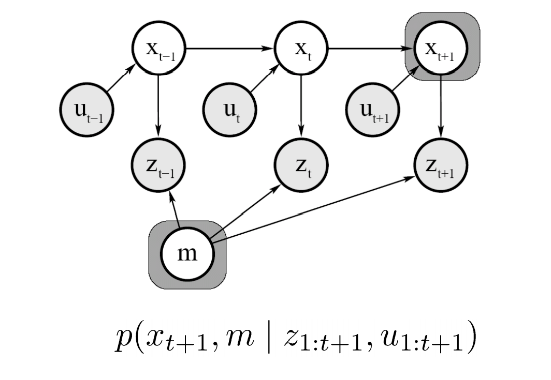 x_{t-1} x_t x_{t+1}
u_{t-1} u_t u_{t+1}
z_{t-1} z_t z_{t+1}
m
p(x_{t+1}, m | z_{1:t+1}, u_{1:t+1})